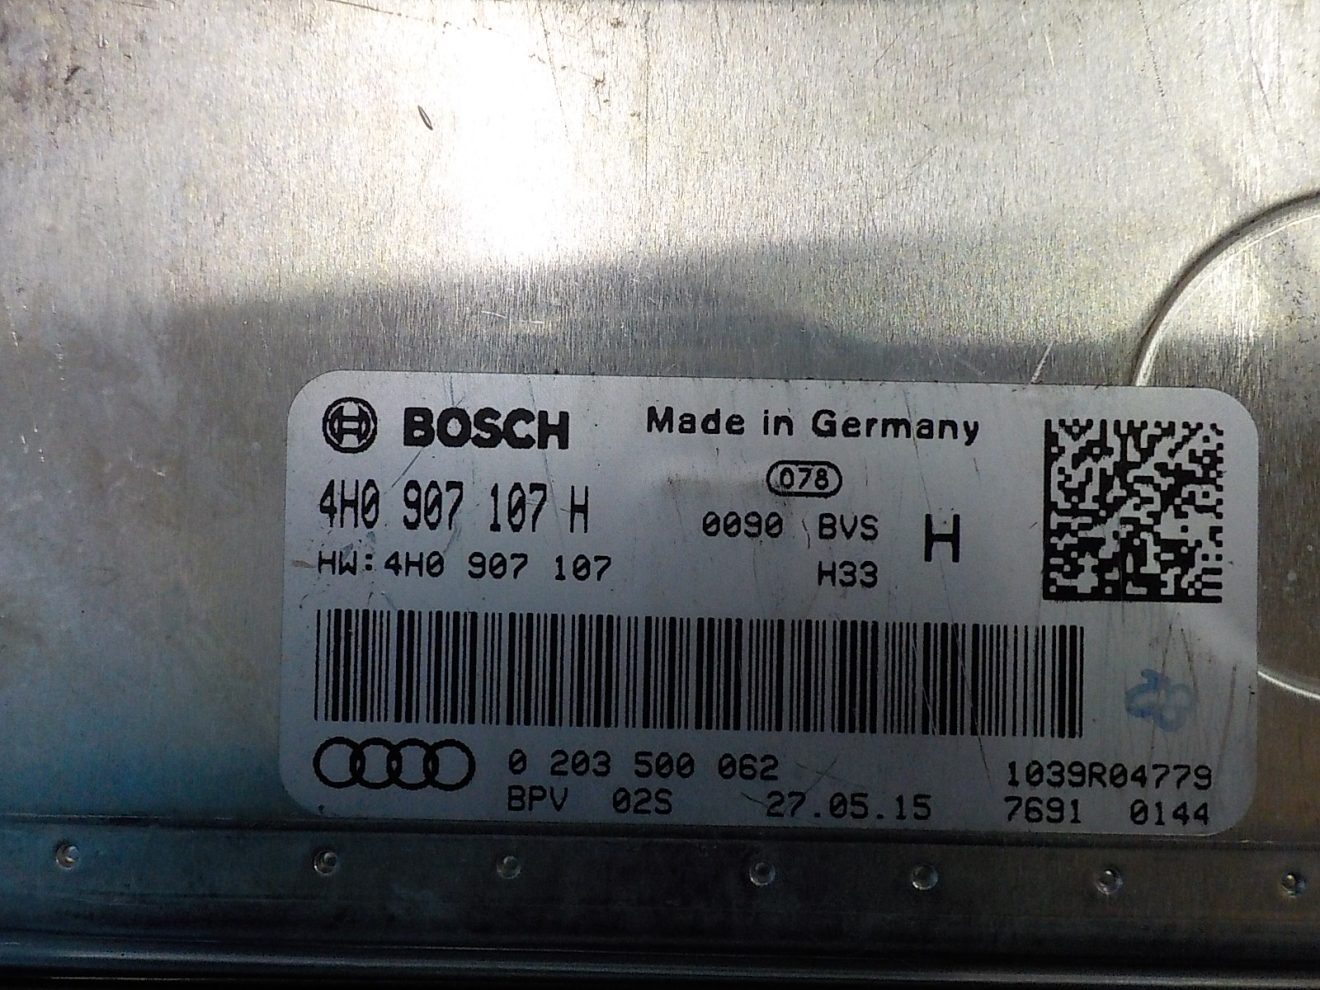 BOSCH Made in Germany
078
4H0 907 107 H
0090 BVS H
HW:4H0 907 107
H33
0 203 500 062 1039R04779
BPV 02S 27.05.15 7691 0144